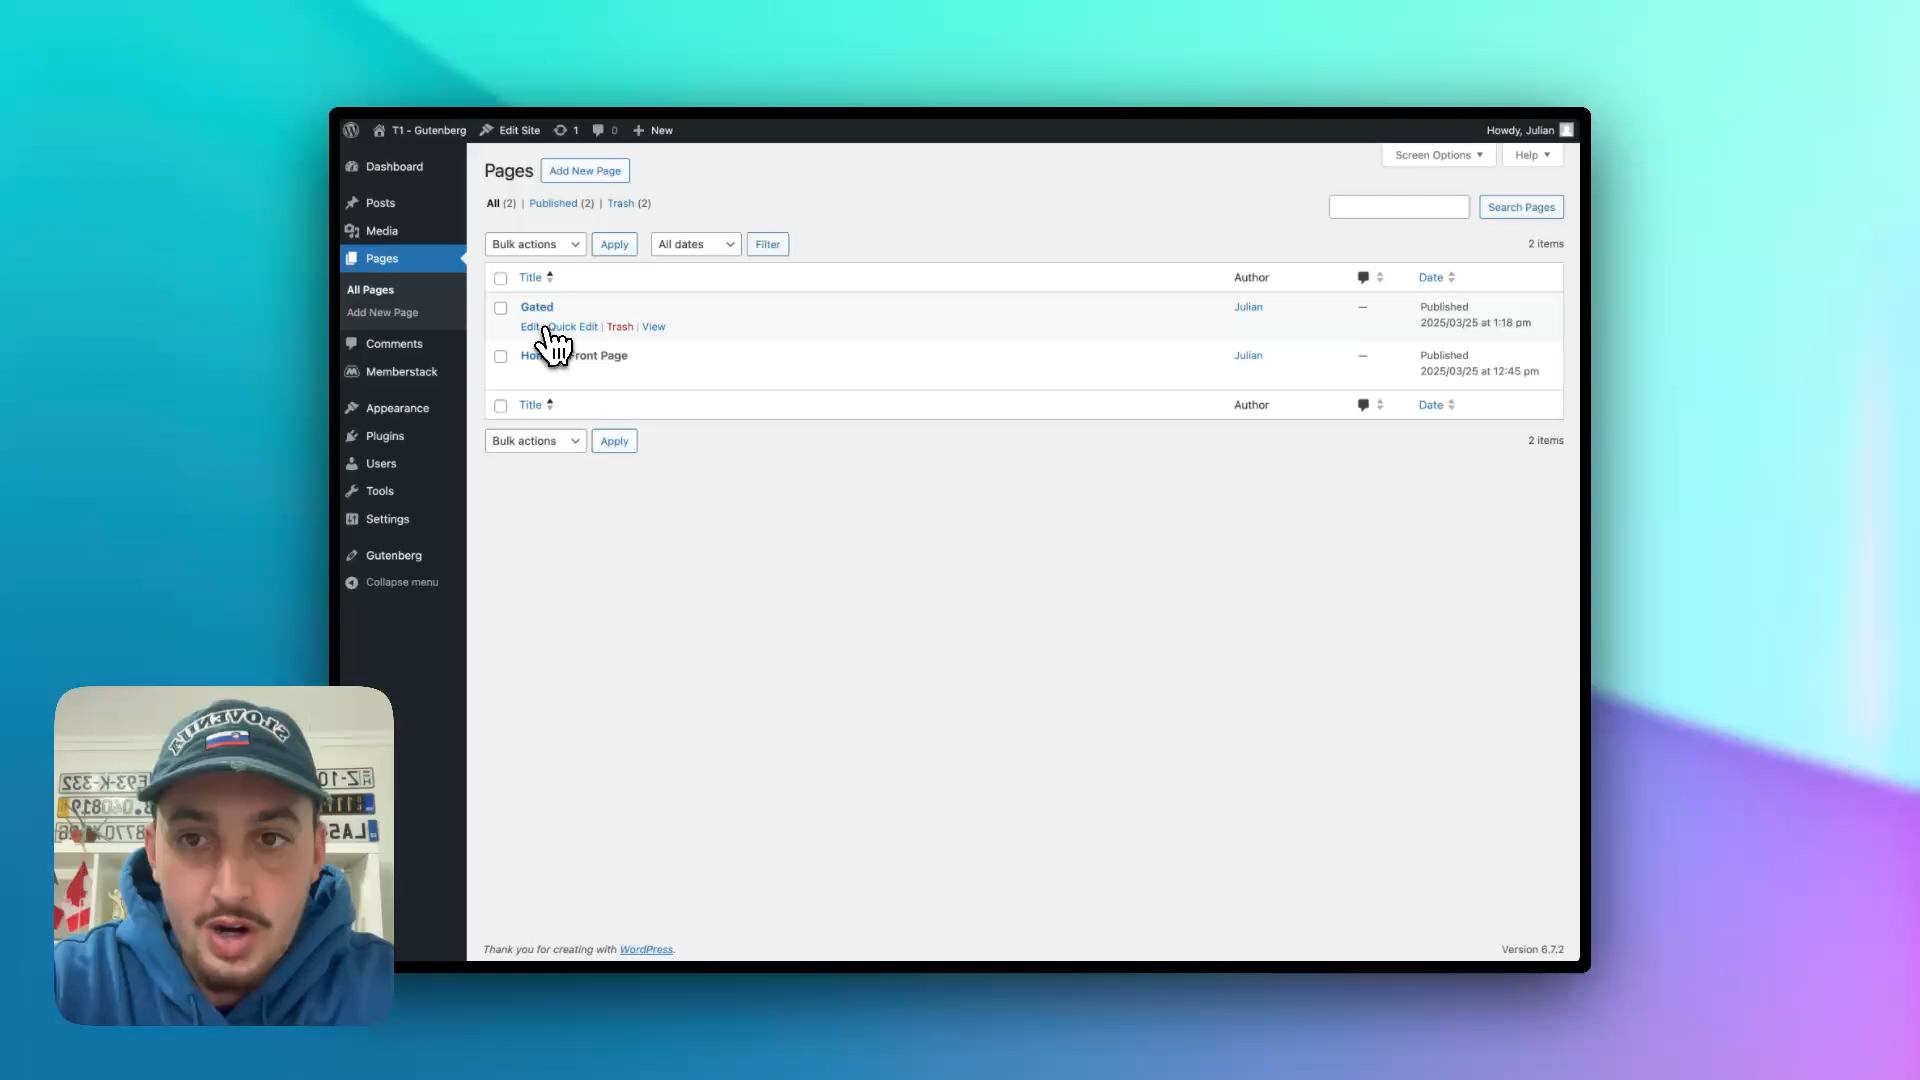 T1 - Gutenberg Edit Site 1 0 New Howdy, Julian
Dashboard
Posts
Media
Pages
All Pages
Add New Page
Comments
Memberstack
Appearance
Plugins
Users
Tools
Settings
Gutenberg
Collapse menu
Screen Options Help
Pages Add New Page
All (2) | Published (2) | Trash (2)
Search Pages
Bulk actions Apply All dates Filter 2 items
Title Author Date
Gated Julian — Published
2025/03/25 at 1:18 pm
Edit Quick Edit | Trash | View
Front Page Julian — Published
2025/03/25 at 12:45 pm
Title Author Date
Bulk actions Apply 2 items
Thank you for creating with WordPress. Version 6.7.2
SLOVENIA